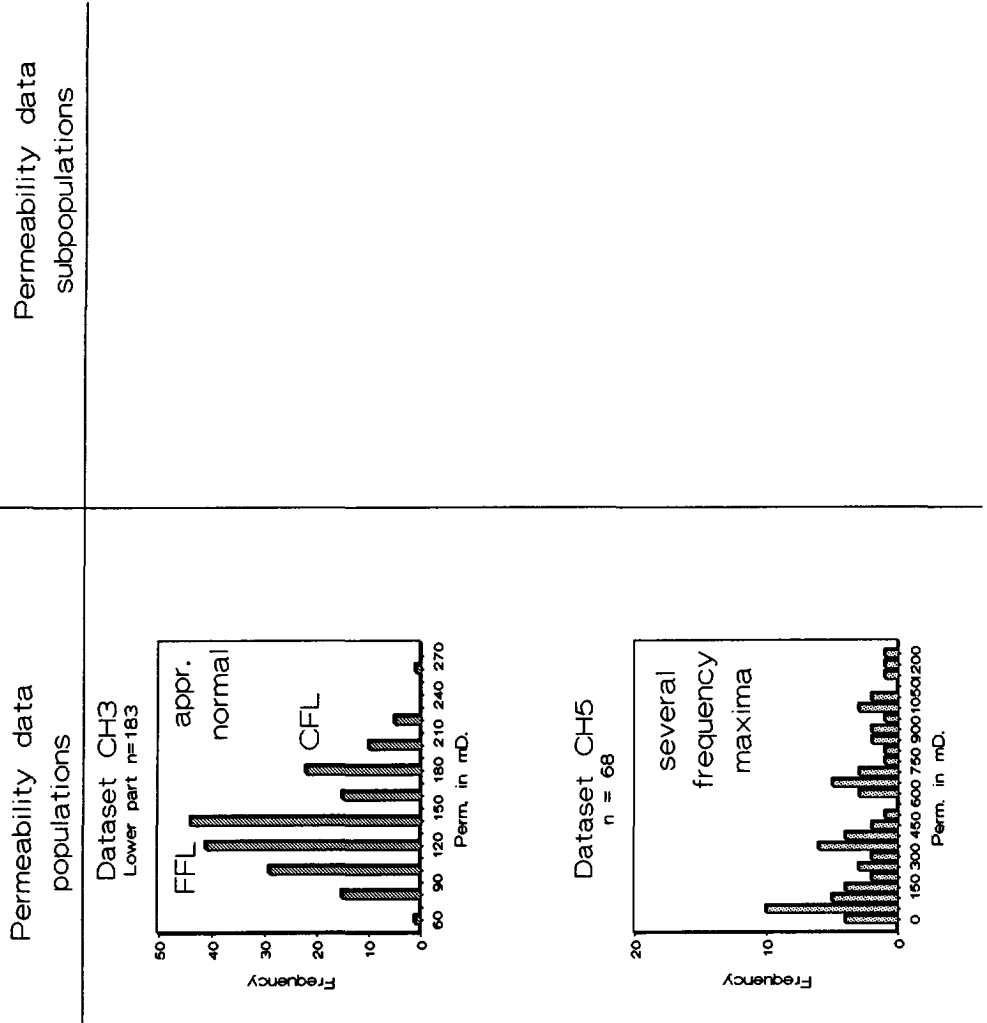 Permeability data
populations
Permeability data
subpopulations
Dataset CH3
Lower part n=183
50
40
30
20
10
0
Frequency
FFL
appr.
normal
CFL
60 90 120 150 180 210 240 270
Perm. in mD.
Dataset CH5
n = 68
20
10
0
Frequency
several
frequency
maxima
0 150 300 450 600 750 900 1050 1200
Perm. in mD.